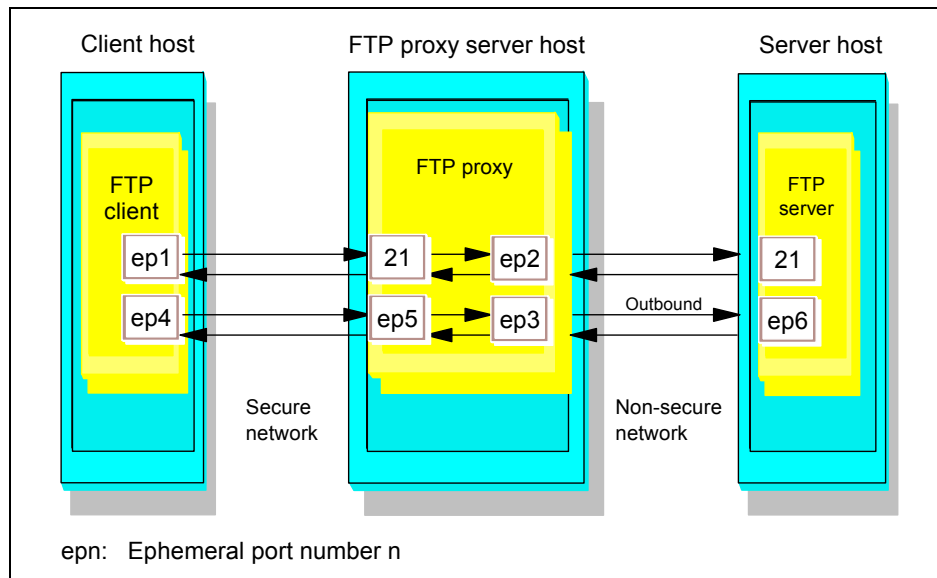 Client host
FTP proxy server host
Server host
FTP
client
FTP proxy
FTP
server
ep1
21
ep2
21
ep4
ep5
ep3
Outbound
ep6
Secure
network
Non-secure
network
epn: Ephemeral port number n